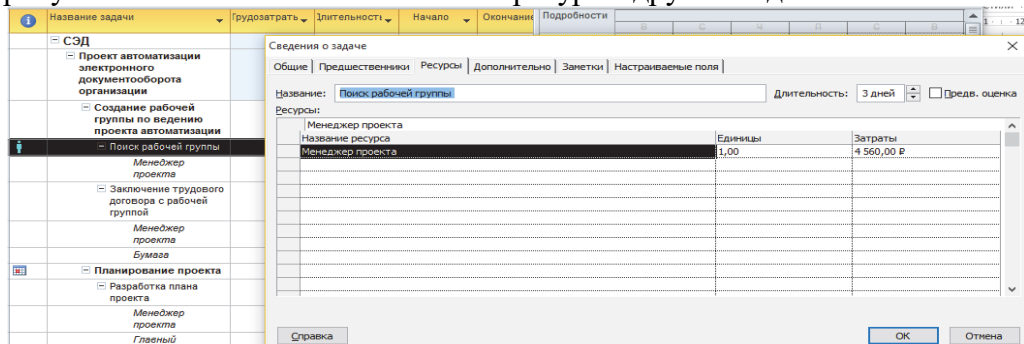 Название задачи
Трудозатрать
Длительность
Начало
Окончание
Подробности
В
С
Ч
П
С
В
СЭД
Проект автоматизации
электронного
документооборота
организации
Создание рабочей
группы по ведению
проекта автоматизации
Поиск рабочей группы
Менеджер
проекта
Заключение трудового
договора с рабочей
группой
Менеджер
проекта
Бумага
Планирование проекта
Разработка плана
проекта
Менеджер
проекта
Главный
Сведения о задаче
Общие
Предшественники
Ресурсы
Дополнительно
Заметки
Настраиваемые поля
Название: Поиск рабочей группы
Длительность: 3 дней
Предв. оценка
Ресурсы:
Менеджер проекта
Название ресурса Единицы Затраты
Менеджер проекта 1,00 4 560,00 ₽
Справка
ОК
Отмена